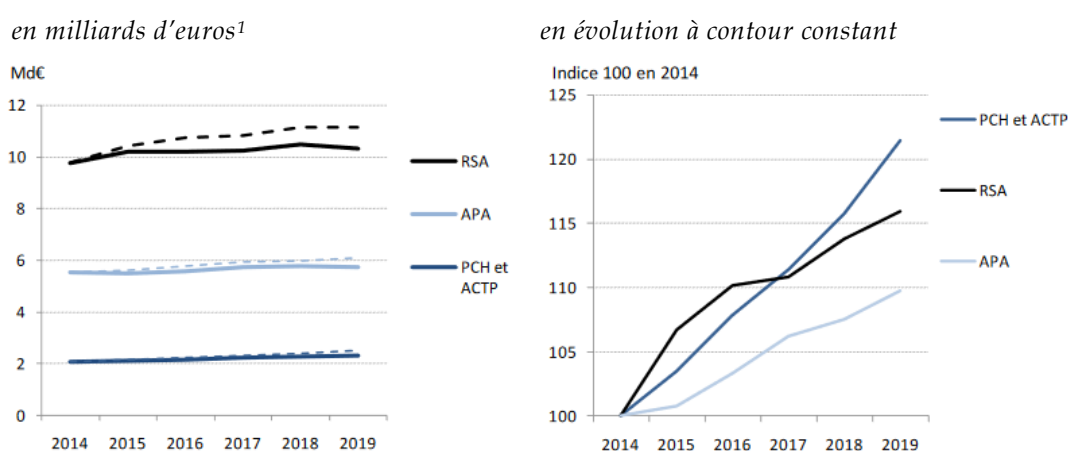 en milliards d'euros¹
Md€
12
10
8
6
4
2
0
2014 2015 2016 2017 2018 2019
RSA
APA
PCH et
ACTP
en évolution à contour constant
Indice 100 en 2014
125
120
115
110
105
100
2014 2015 2016 2017 2018 2019
PCH et ACTP
RSA
APA